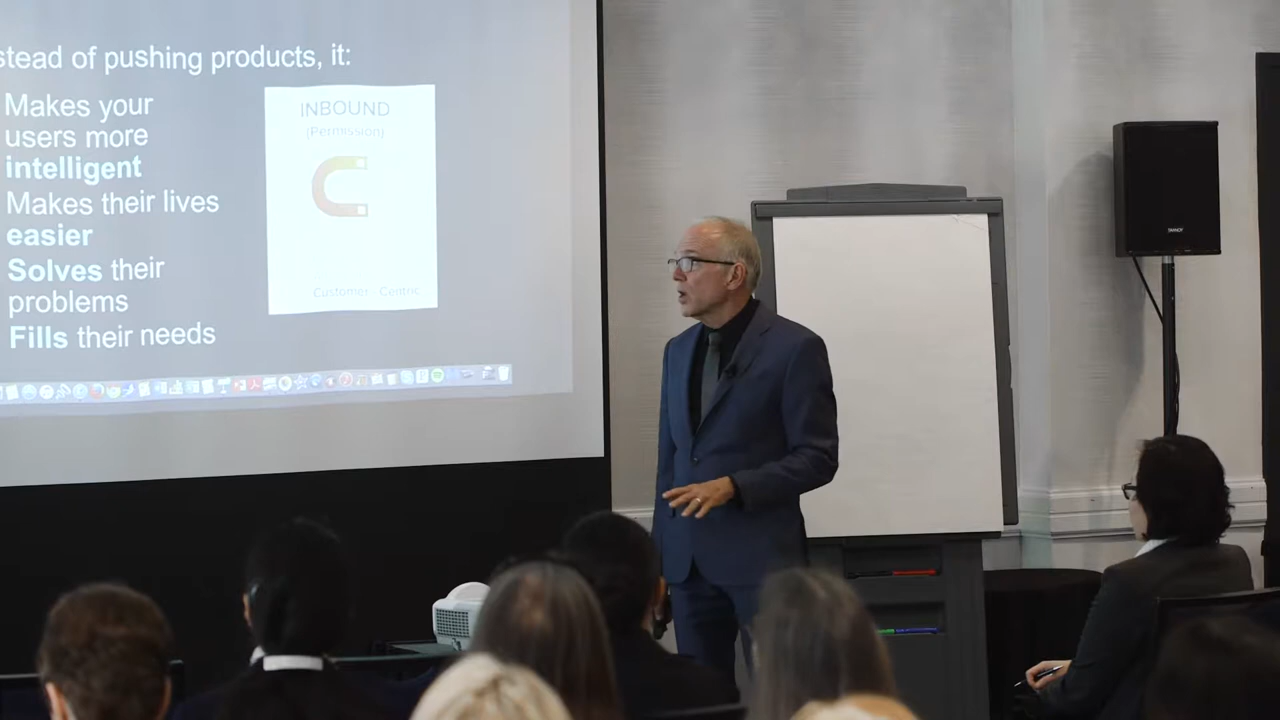 stead of pushing products, it:
Makes your
users more
intelligent
Makes their lives
easier
Solves their
problems
Fills their needs
INBOUND
(Permission)
Customer - Centric
TANNOY